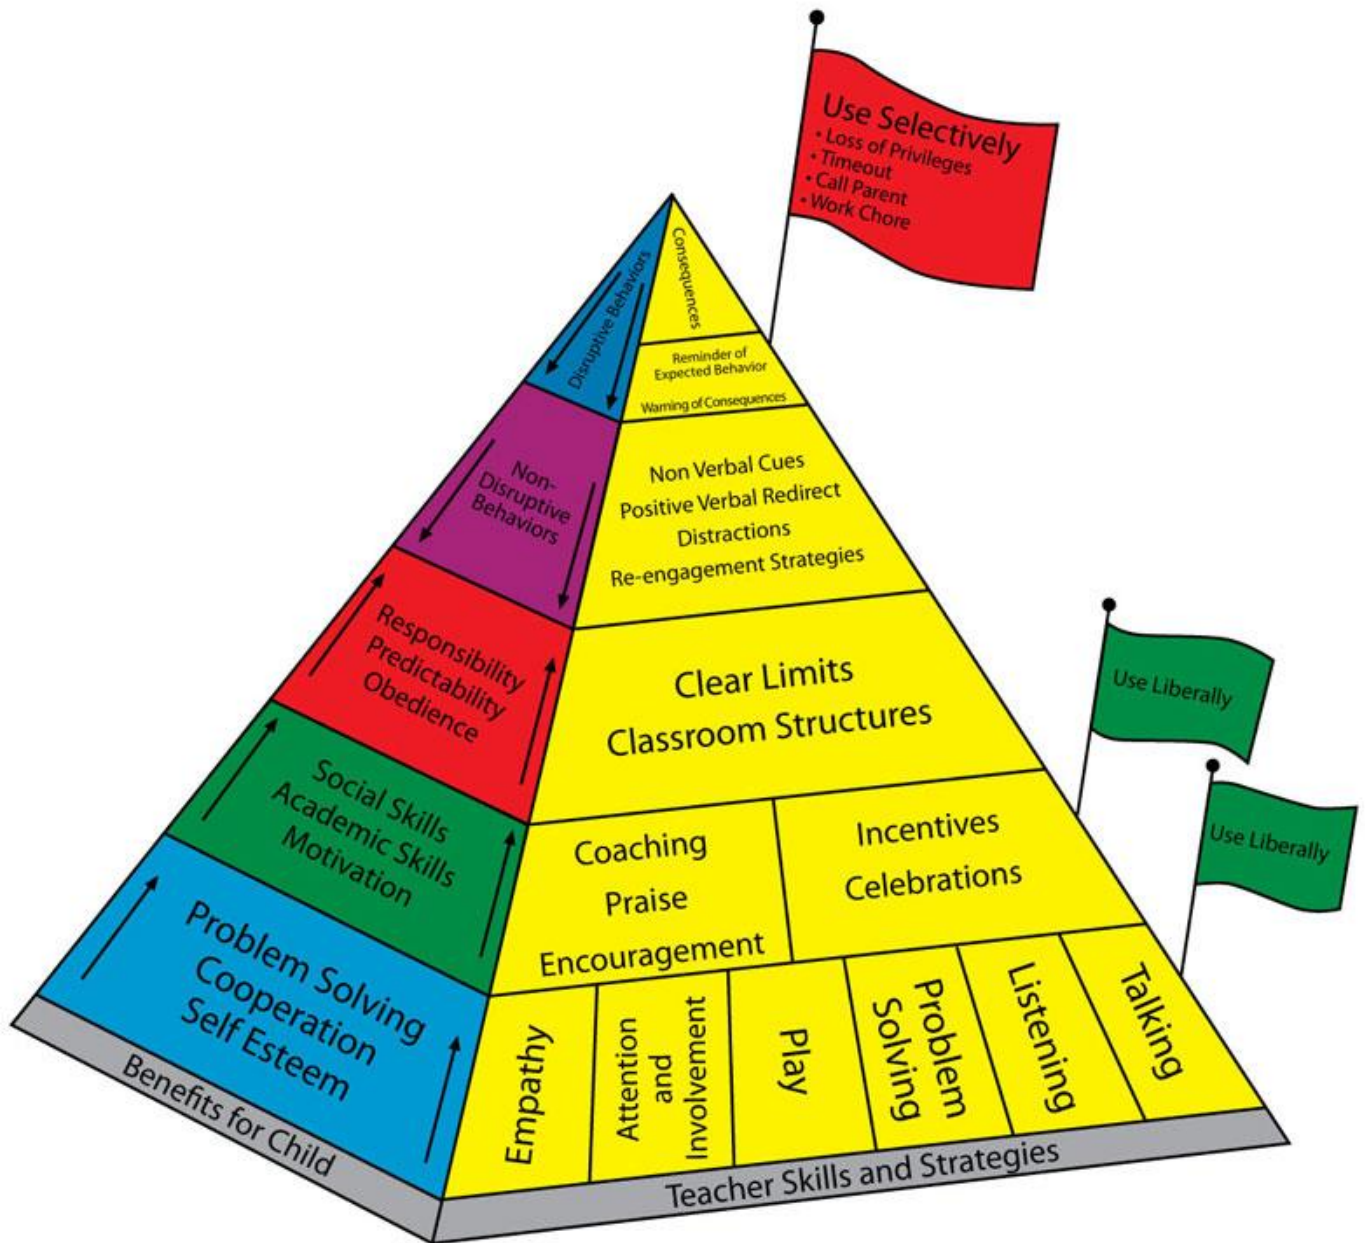 Use Selectively
• Loss of Privileges
• Timeout
• Call Parent
• Work Chore
Disruptive Behaviors
Consequences
Reminder of
Expected Behavior
Warning of Consequences
Non-
Disruptive
Behaviors
Non Verbal Cues
Positive Verbal Redirect
Distractions
Re-engagement Strategies
Responsibility
Predictability
Obedience
Clear Limits
Classroom Structures
Use Liberally
Social Skills
Academic Skills
Motivation
Coaching
Praise
Encouragement
Incentives
Celebrations
Use Liberally
Problem Solving
Cooperation
Self Esteem
Empathy
Attention
and
Involvement
Play
Problem
Solving
Listening
Talking
Benefits for Child
Teacher Skills and Strategies